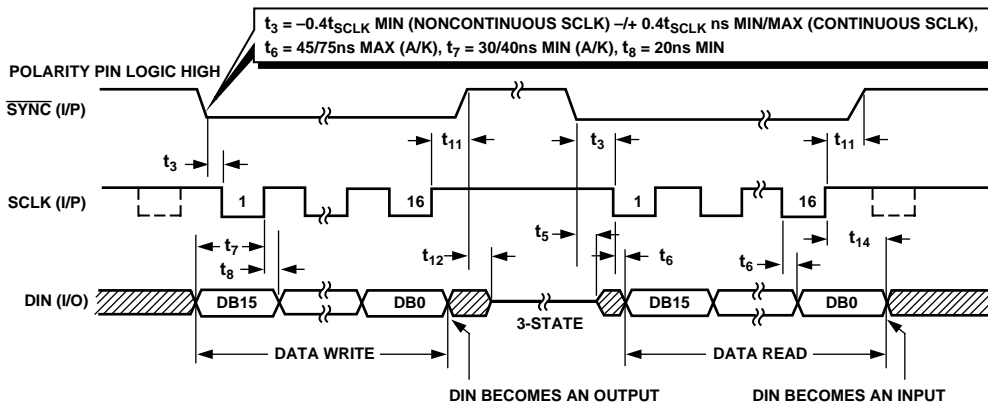 t3 = –0.4tSCLK MIN (NONCONTINUOUS SCLK) –/+ 0.4tSCLK ns MIN/MAX (CONTINUOUS SCLK),
t6 = 45/75ns MAX (A/K), t7 = 30/40ns MIN (A/K), t8 = 20ns MIN
POLARITY PIN LOGIC HIGH
SYNC (I/P)
t3
t11
t3
t11
SCLK (I/P)
1
16
1
16
t7
t8
t12
t5
t6
t6
t14
DIN (I/O)
DB15
DB0
3-STATE
DB15
DB0
DATA WRITE
DATA READ
DIN BECOMES AN OUTPUT
DIN BECOMES AN INPUT